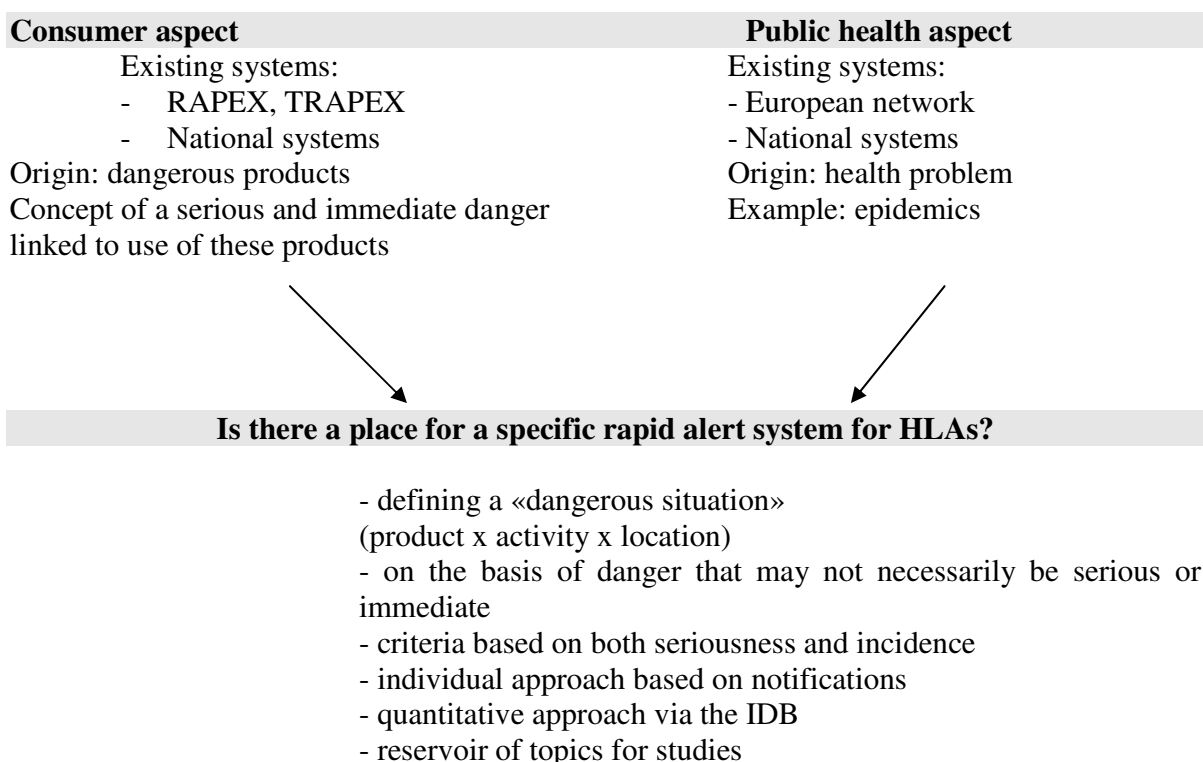 Consumer aspect
Existing systems:
- RAPEX, TRAPEX
- National systems
Origin: dangerous products
Concept of a serious and immediate danger
linked to use of these products
Public health aspect
Existing systems:
- European network
- National systems
Origin: health problem
Example: epidemics
Is there a place for a specific rapid alert system for HLAs?
- defining a «dangerous situation»
(product x activity x location)
- on the basis of danger that may not necessarily be serious or
immediate
- criteria based on both seriousness and incidence
- individual approach based on notifications
- quantitative approach via the IDB
- reservoir of topics for studies